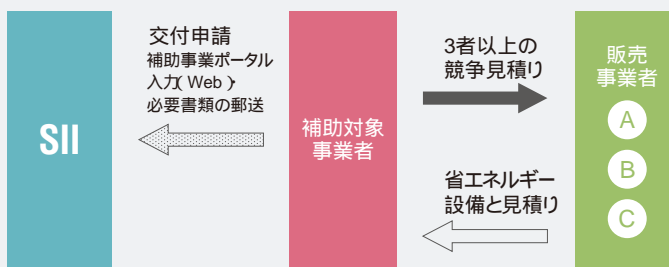 SII
交付申請
補助事業ポータル
入力(Web)、
必要書類の郵送
補助対象
事業者
3者以上の
競争見積り
省エネルギー
設備と見積り
販売
事業者
A
B
C